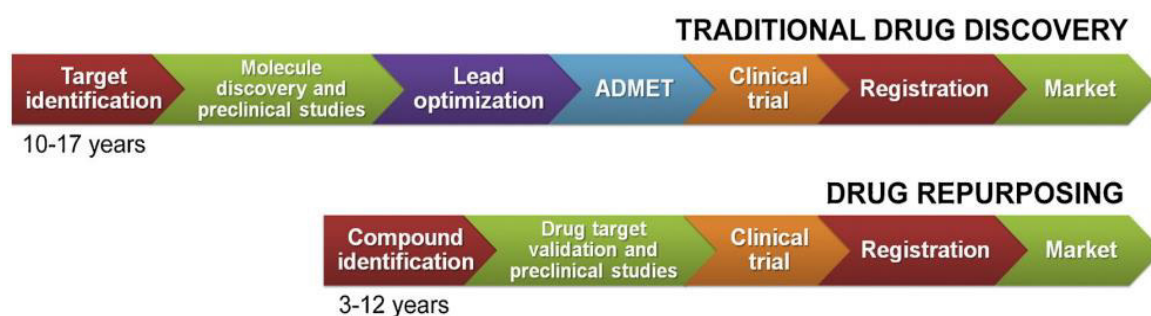 TRADITIONAL DRUG DISCOVERY
Target
identification
Molecule
discovery and
preclinical studies
Lead
optimization
ADMET
Clinical
trial
Registration
Market
10-17 years
DRUG REPURPOSING
Compound
identification
Drug target
validation and
preclinical studies
Clinical
trial
Registration
Market
3-12 years